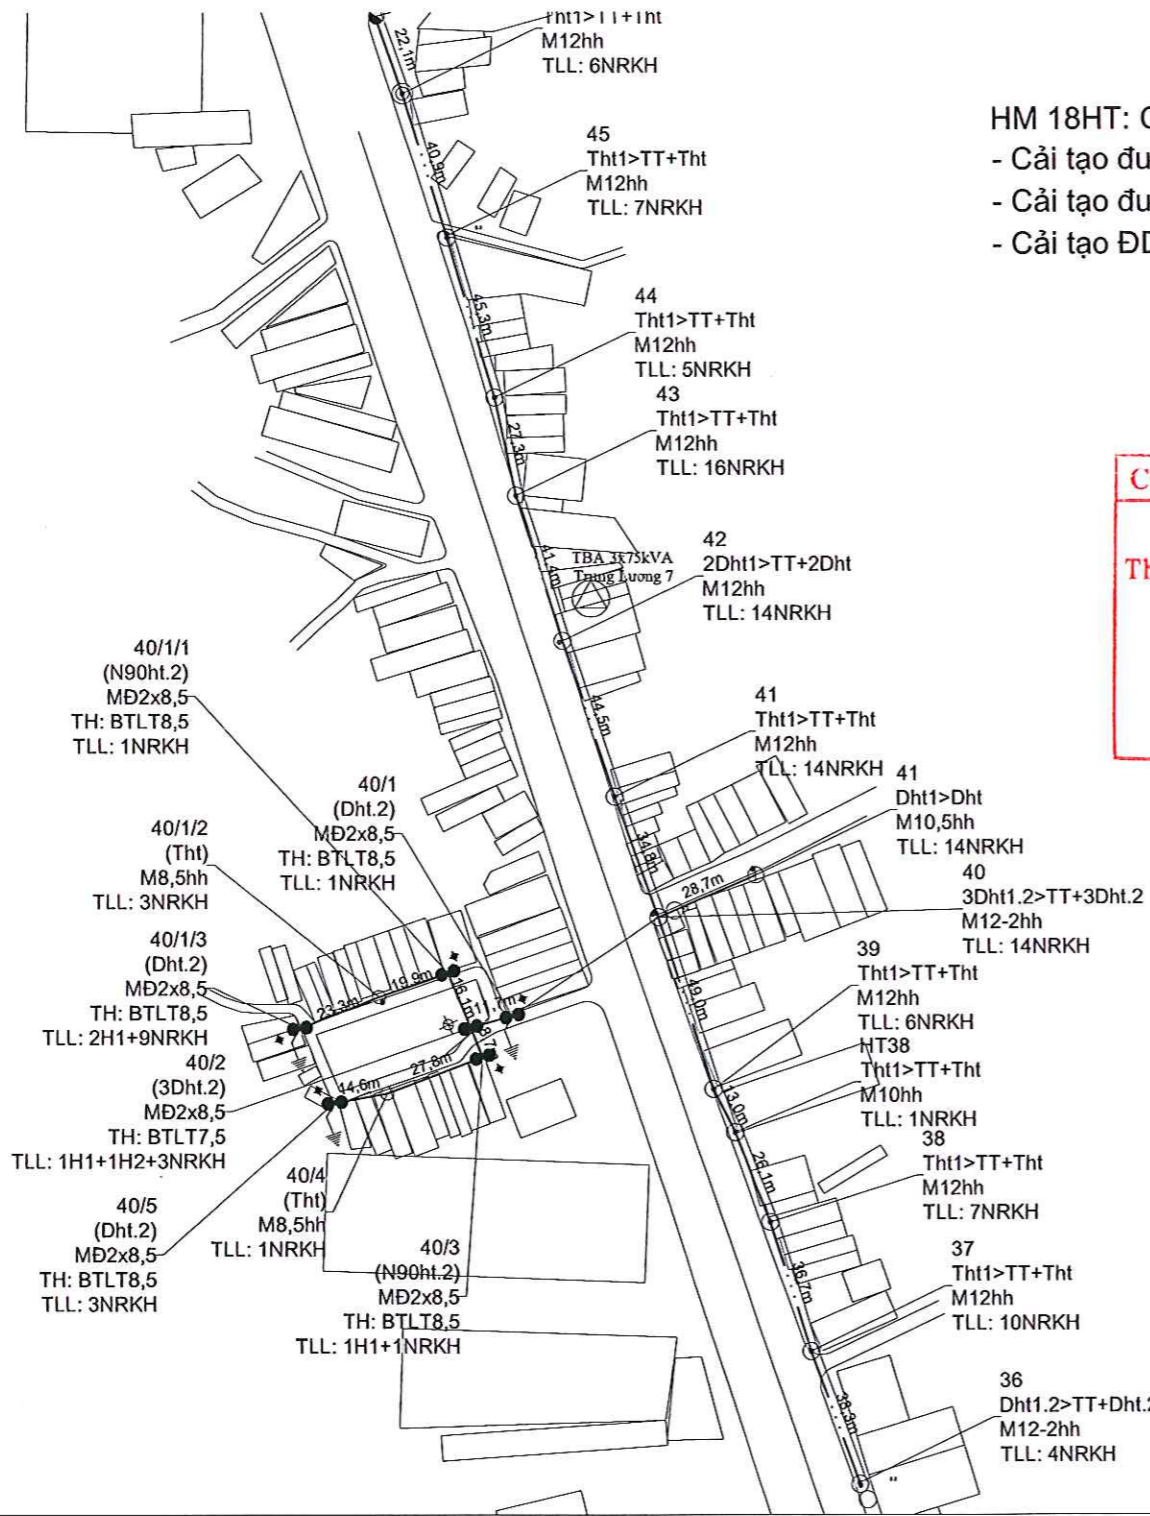 Tht1>TT+Tht
M12hh
TLL: 6NRKH
22,1m
HM 18HT:
- Cải tạo
- Cải tạo
- Cải tạo
40,9m
45
Tht1>TT+Tht
M12hh
TLL: 7NRKH
45,3m
44
Tht1>TT+Tht
M12hh
TLL: 5NRKH
27,3m
43
Tht1>TT+Tht
M12hh
TLL: 16NRKH
41,4m
TBA 3x75kVA
Trung Lương 7
42
2Dht1>TT+2Dht
M12hh
TLL: 14NRKH
44,5m
41
Tht1>TT+Tht
M12hh
TLL: 14NRKH
34,8m
41
Dht1>Dht
M10,5hh
TLL: 14NRKH
28,7m
40
3Dht1.2>TT+3Dht.2
M12-2hh
TLL: 14NRKH
49,0m
39
Tht1>TT+Tht
M12hh
TLL: 6NRKH
13,0m
HT38
Tht1>TT+Tht
M10hh
TLL: 1NRKH
26,1m
38
Tht1>TT+Tht
M12hh
TLL: 7NRKH
36,7m
37
Tht1>TT+Tht
M12hh
TLL: 10NRKH
38,3m
36
Dht1.2>TT+Dht.2
M12-2hh
TLL: 4NRKH
40/1/1
(N90ht.2)
MĐ2x8,5
TH: BTLT8,5
TLL: 1NRKH
40/1
(Dht.2)
MĐ2x8,5
TH: BTLT8,5
TLL: 1NRKH
40/1/2
(Tht)
M8,5hh
TLL: 3NRKH
40/1/3
(Dht.2)
MĐ2x8,5
TH: BTLT8,5
TLL: 2H1+9NRKH
23,3m
19,9m
16,1m
11,7m
40/2
(3Dht.2)
MĐ2x8,5
TH: BTLT7,5
TLL: 1H1+1H2+3NRKH
27,8m
40/5
(Dht.2)
MĐ2x8,5
TH: BTLT8,5
TLL: 3NRKH
40/4
(Tht)
M8,5hh
TLL: 1NRKH
40/3
(N90ht.2)
MĐ2x8,5
TH: BTLT8,5
TLL: 1H1+1NRKH